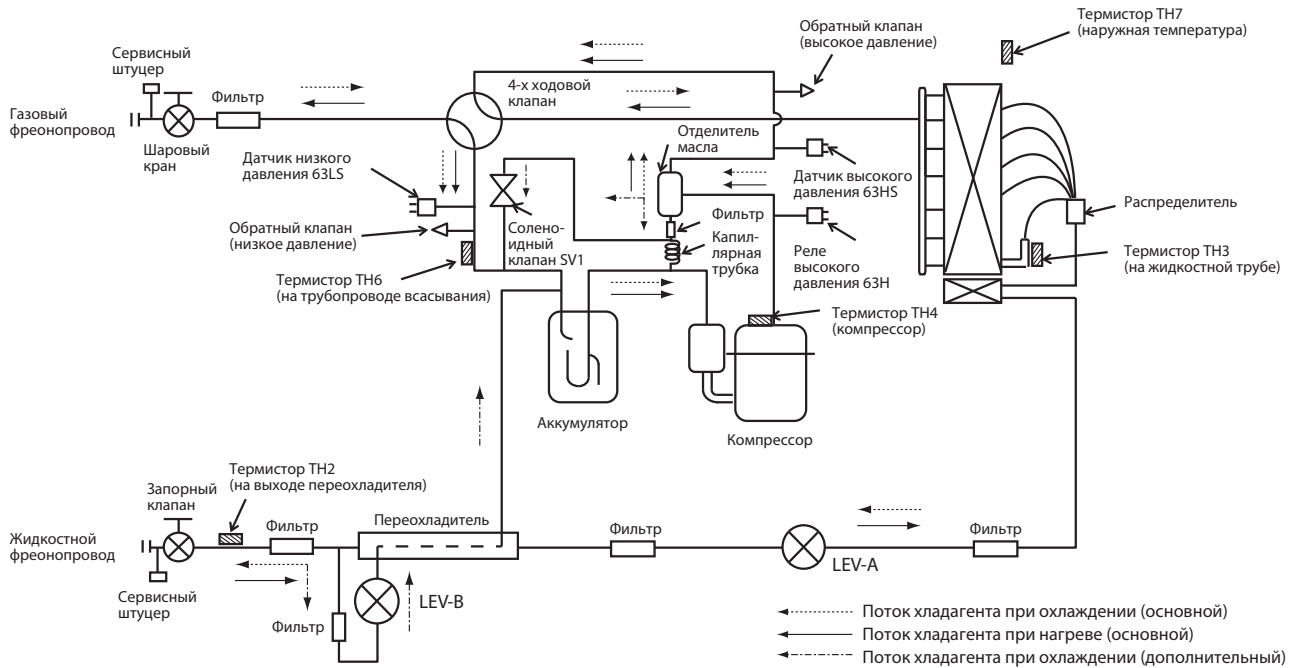 Термистор TH7
(наружная температура)
Обратный клапан
(высокое давление)
Сервисный
штуцер
Фильтр
4-х ходовой
клапан
Газовый
фреонопровод
Шаровый
кран
Отделитель
масла
Датчик низкого
давления 63LS
Датчик высокого
давления 63HS
Распределитель
Обратный клапан
(низкое давление)
Солено-
идный
клапан SV1
Фильтр
Капил-
лярная
трубка
Реле
высокого
давления 63H
Термистор TH3
(на жидкостной трубе)
Термистор TH6
(на трубопроводе всасывания)
Термистор TH4
(компрессор)
Аккумулятор
Компрессор
Термистор TH2
(на выходе переохладителя)
Запорный
клапан
Фильтр
Переохладитель
Фильтр
Фильтр
Жидкостной
фреонопровод
LEV-A
Сервисный
штуцер
LEV-B
Фильтр
Поток хладагента при охлаждении (основной)
Поток хладагента при нагреве (основной)
Поток хладагента при охлаждении (дополнительный)